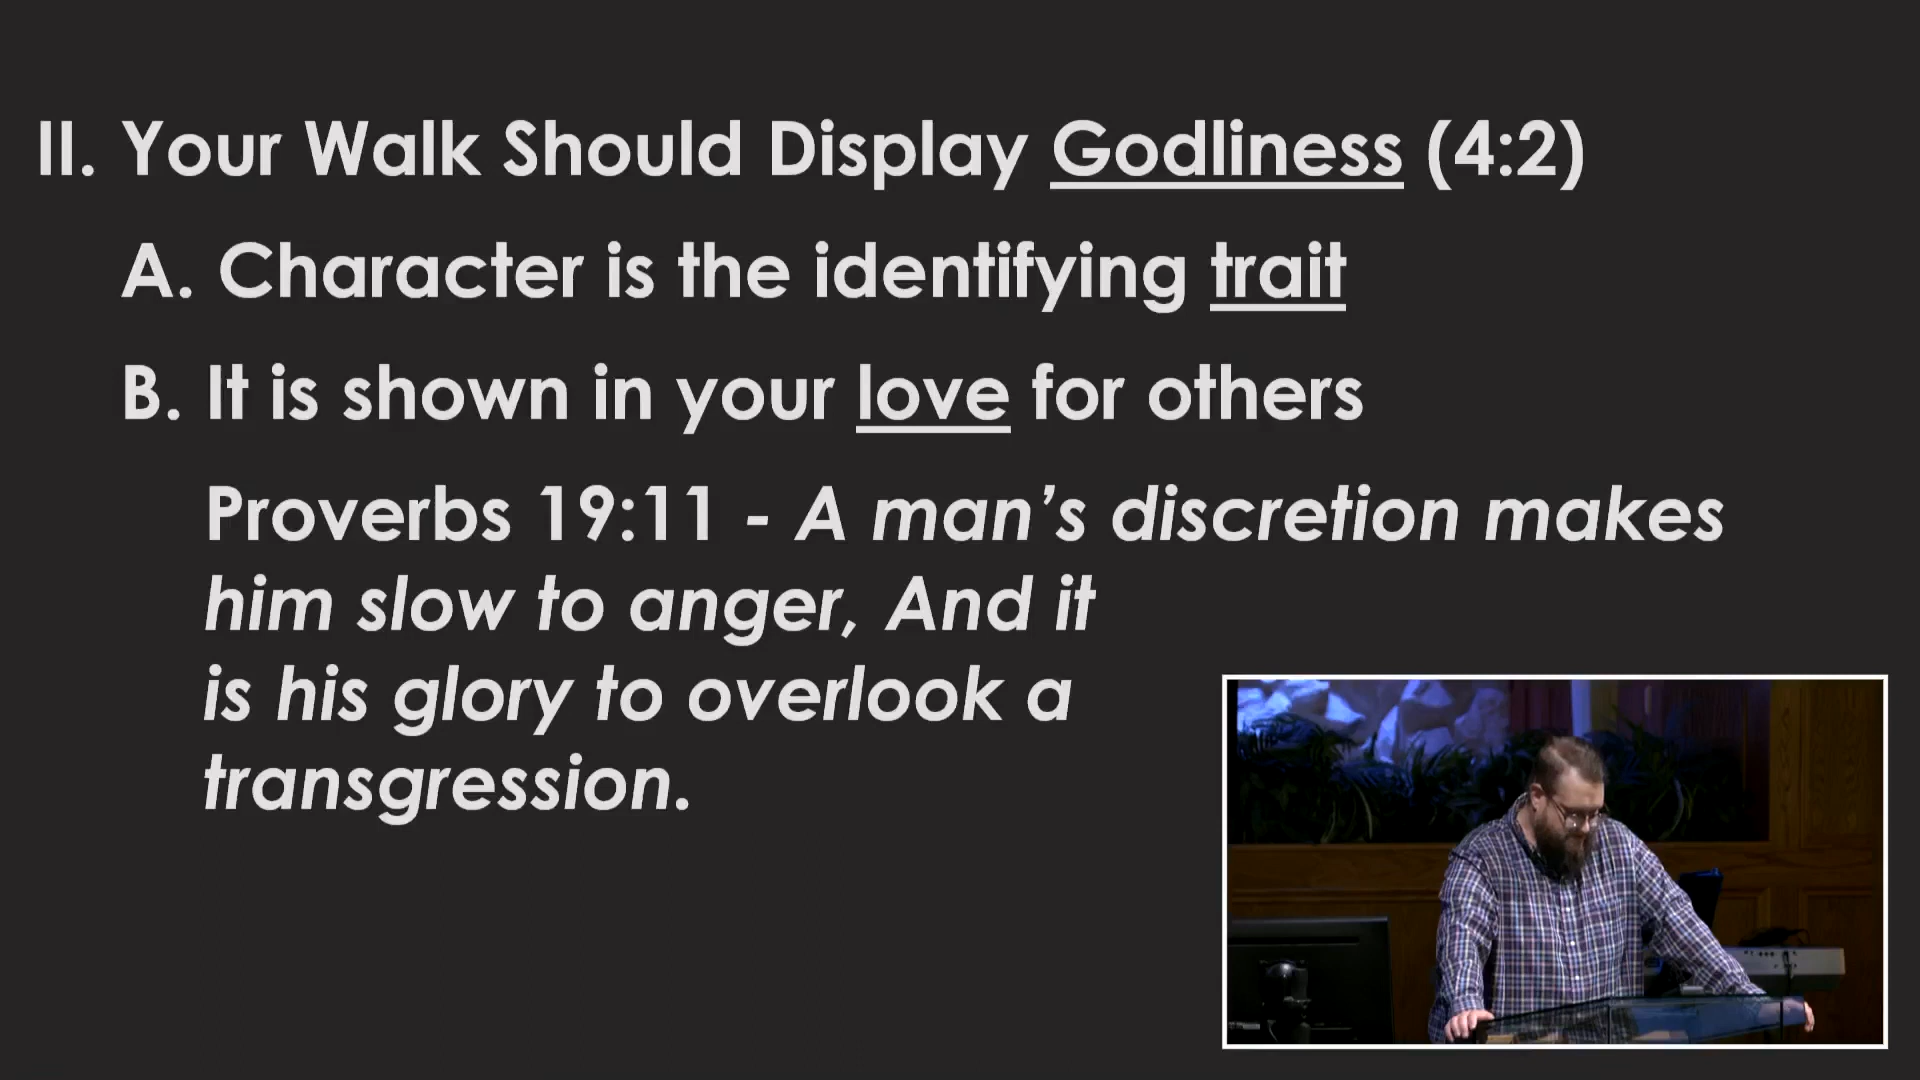 II. Your Walk Should Display Godliness (4:2)
A. Character is the identifying trait
B. It is shown in your love for others
Proverbs 19:11 - A man’s discretion makes
him slow to anger, And it
is his glory to overlook a
transgression.